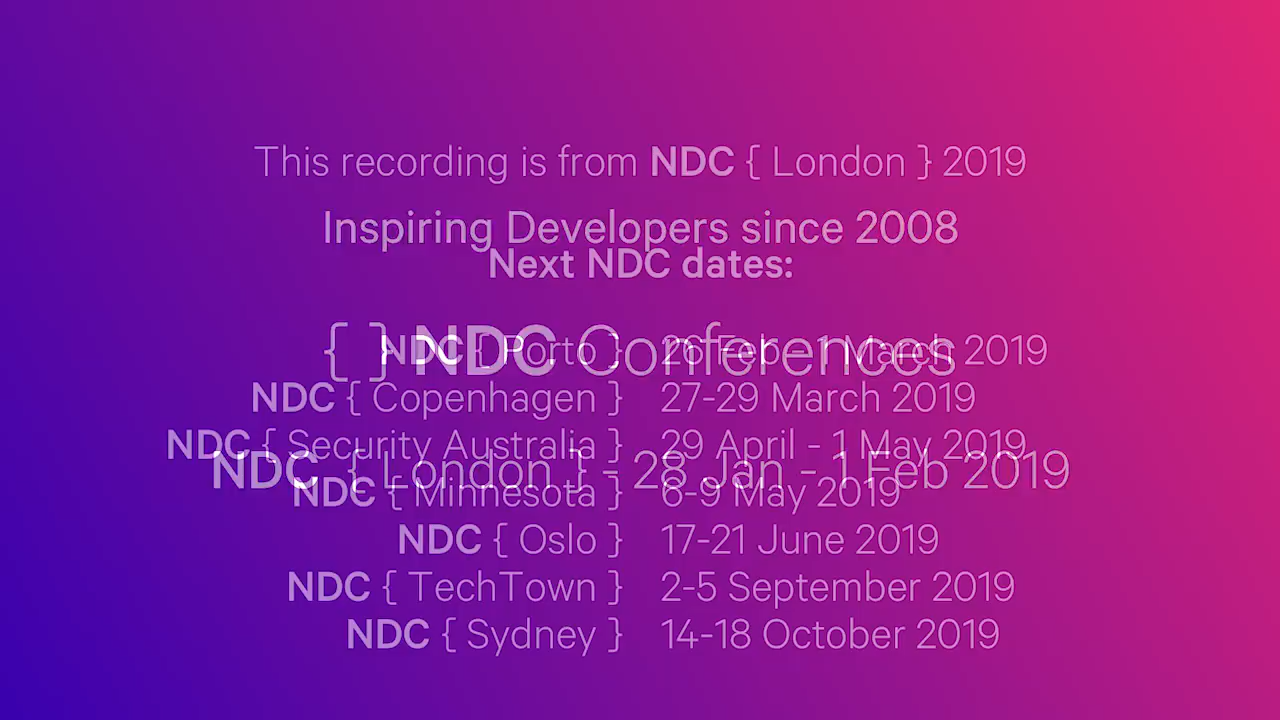 This recording is from NDC { London } 2019
Inspiring Developers since 2008
Next NDC dates:
{ } NDC Conferences
NDC { Porto } 26 Feb - 1 March 2019
NDC { Copenhagen } 27-29 March 2019
NDC { Security Australia } 29 April - 1 May 2019
NDC { London } - 28 Jan - 1 Feb 2019
NDC { Minnesota } 6-9 May 2019
NDC { Oslo } 17-21 June 2019
NDC { TechTown } 2-5 September 2019
NDC { Sydney } 14-18 October 2019